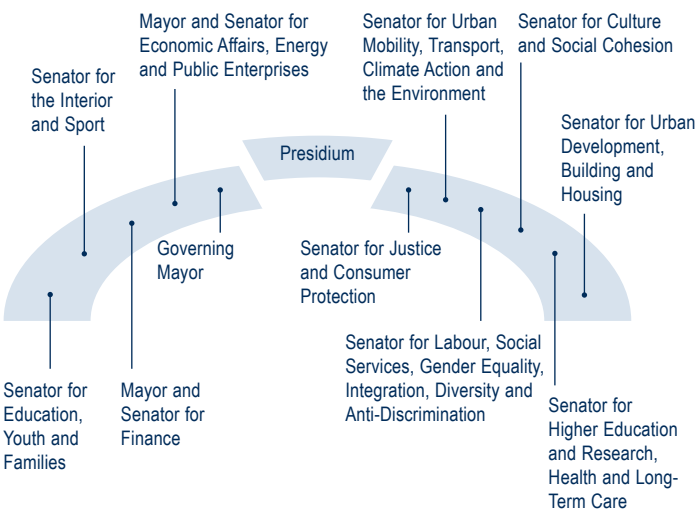 Mayor and Senator for
Economic Affairs, Energy
and Public Enterprises
Senator for Urban
Mobility, Transport,
Climate Action and
the Environment
Senator for Culture
and Social Cohesion
Senator for
the Interior
and Sport
Senator for Urban
Development,
Building and
Housing
Presidium
Governing
Mayor
Senator for Justice
and Consumer
Protection
Senator for Labour, Social
Services, Gender Equality,
Integration, Diversity and
Anti-Discrimination
Senator for
Education,
Youth and
Families
Mayor and
Senator for
Finance
Senator for
Higher Education
and Research,
Health and Long-
Term Care